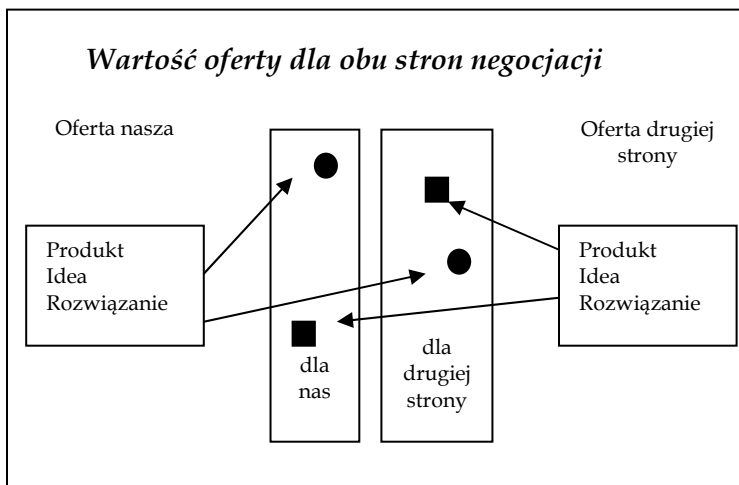 Wartość oferty dla obu stron negocjacji
Oferta nasza
Oferta drugiej
strony
Produkt
Idea
Rozwiązanie
Produkt
Idea
Rozwiązanie
dla
nas
dla
drugiej
strony